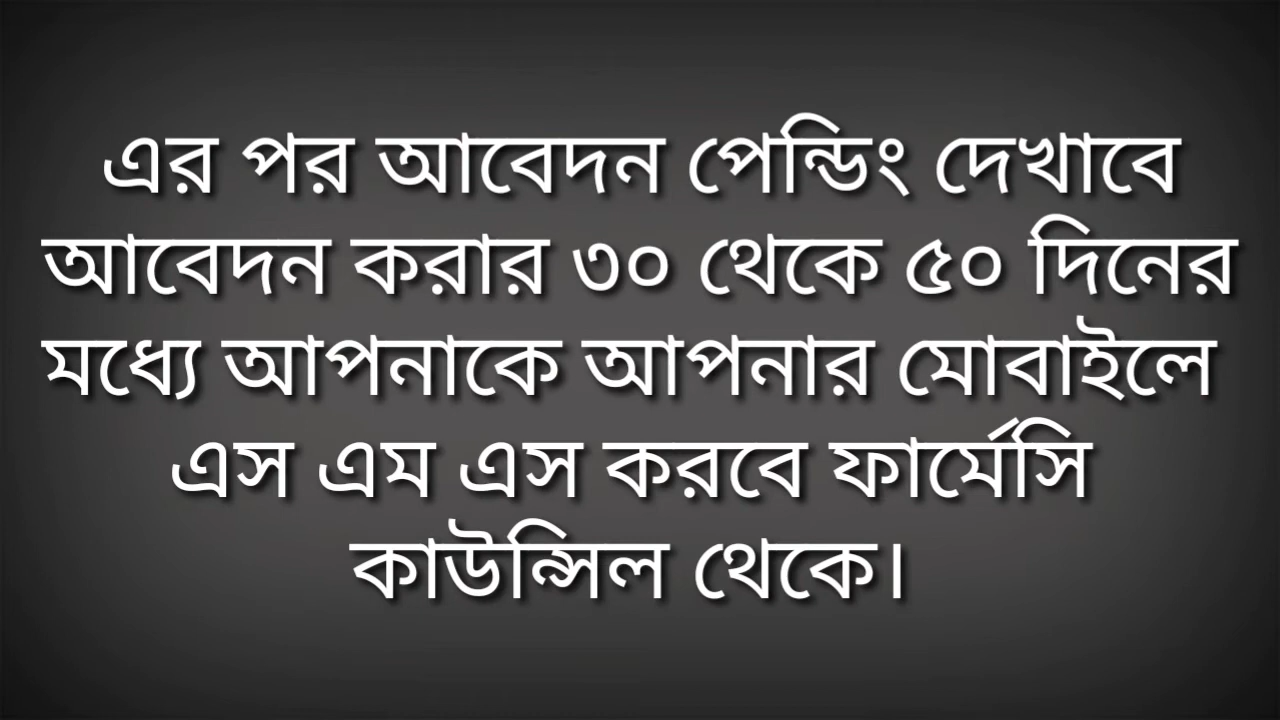 এর পর আবেদন পেন্ডিং দেখাবে
আবেদন করার ৩০ থেকে ৫০ দিনের
মধ্যে আপনাকে আপনার মোবাইলে
এস এম এস করবে ফার্মেসি
কাউন্সিল থেকে।